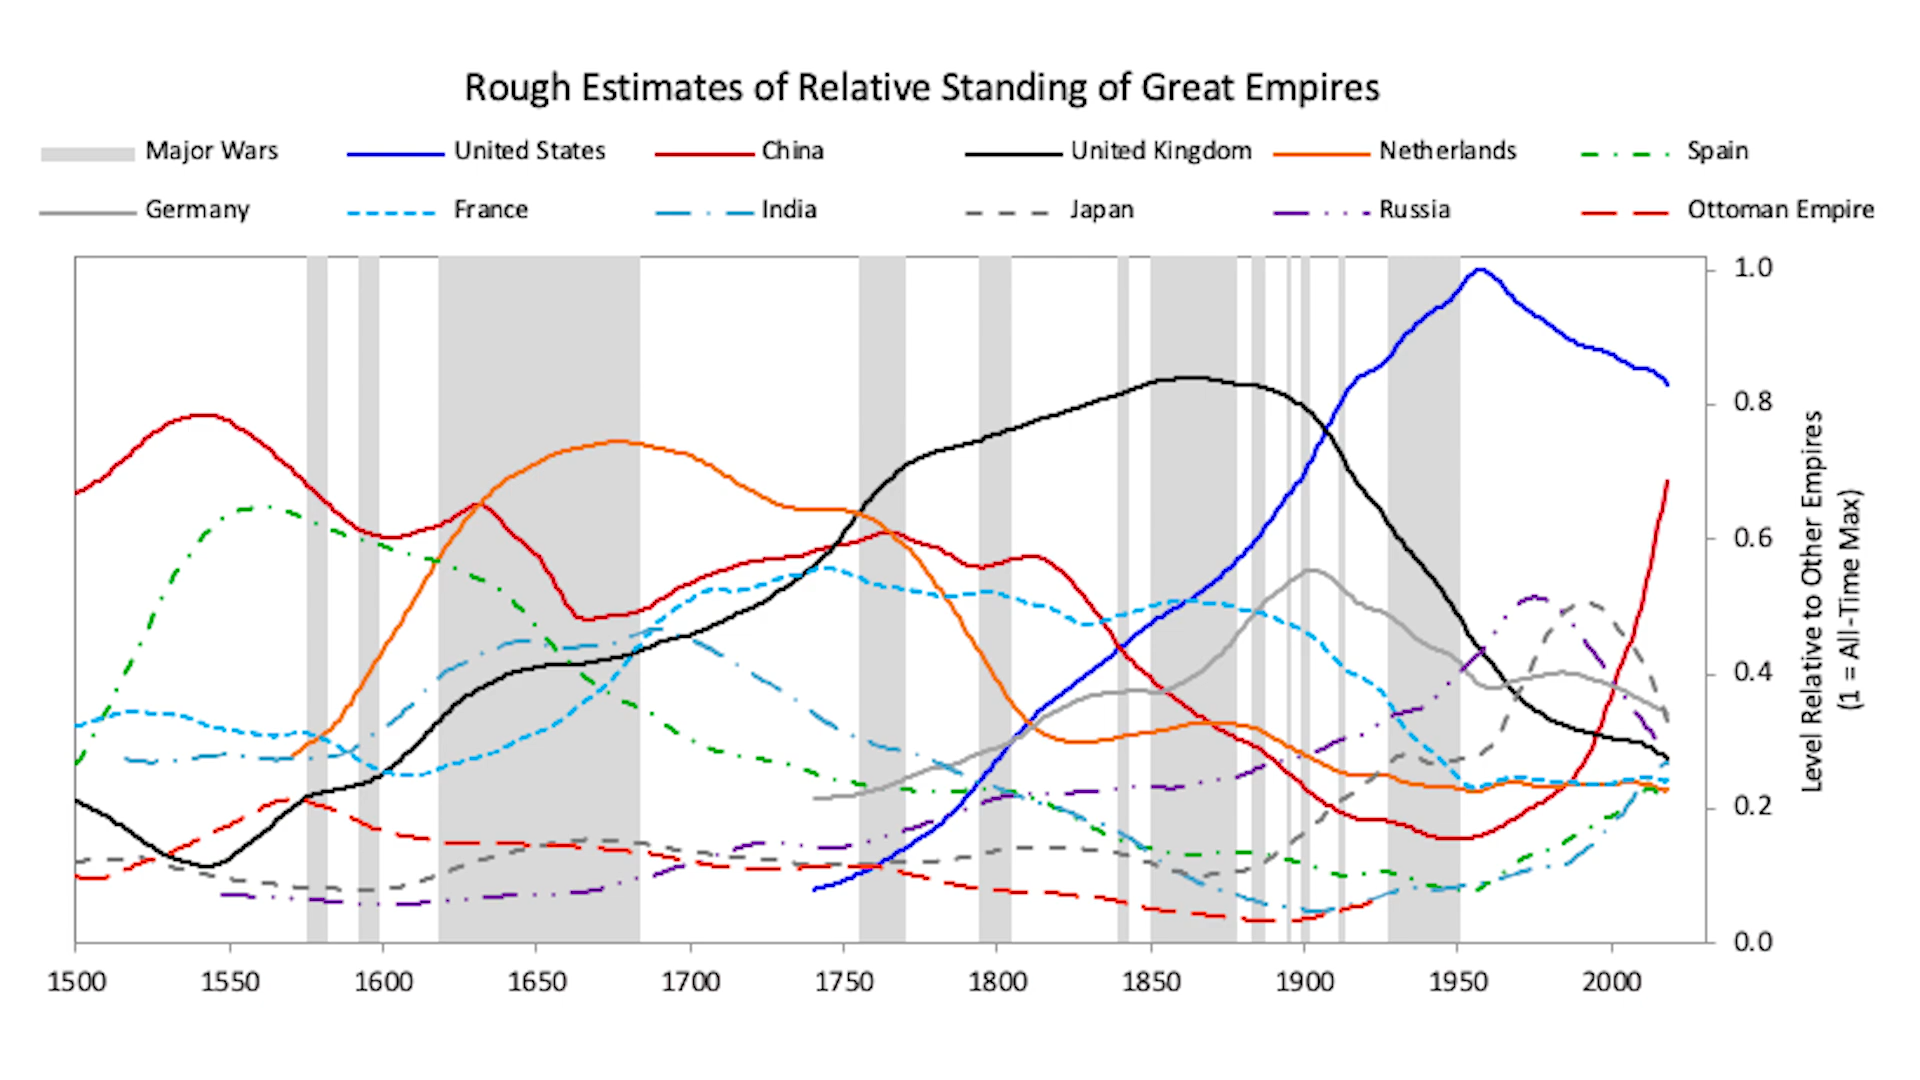 Rough Estimates of Relative Standing of Great Empires
Major Wars United States China United Kingdom Netherlands Spain
Germany France India Japan Russia Ottoman Empire
1.0
0.8
0.6
0.4
0.2
0.0
Level Relative to Other Empires
(1 = All-Time Max)
1500 1550 1600 1650 1700 1750 1800 1850 1900 1950 2000